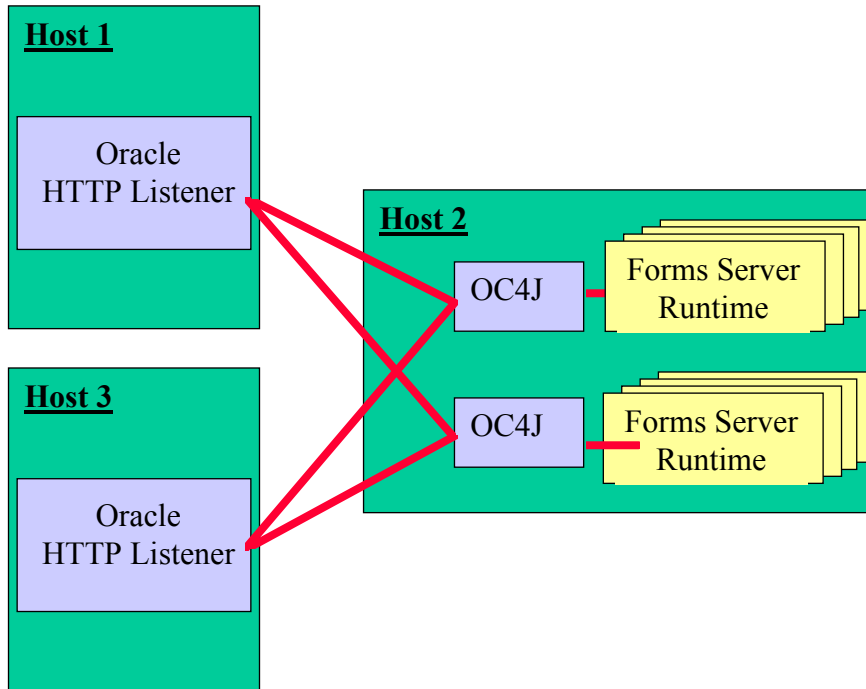 Host 1
Oracle
HTTP Listener
Host 2
OC4J
Forms Server
Runtime
OC4J
Forms Server
Runtime
Host 3
Oracle
HTTP Listener